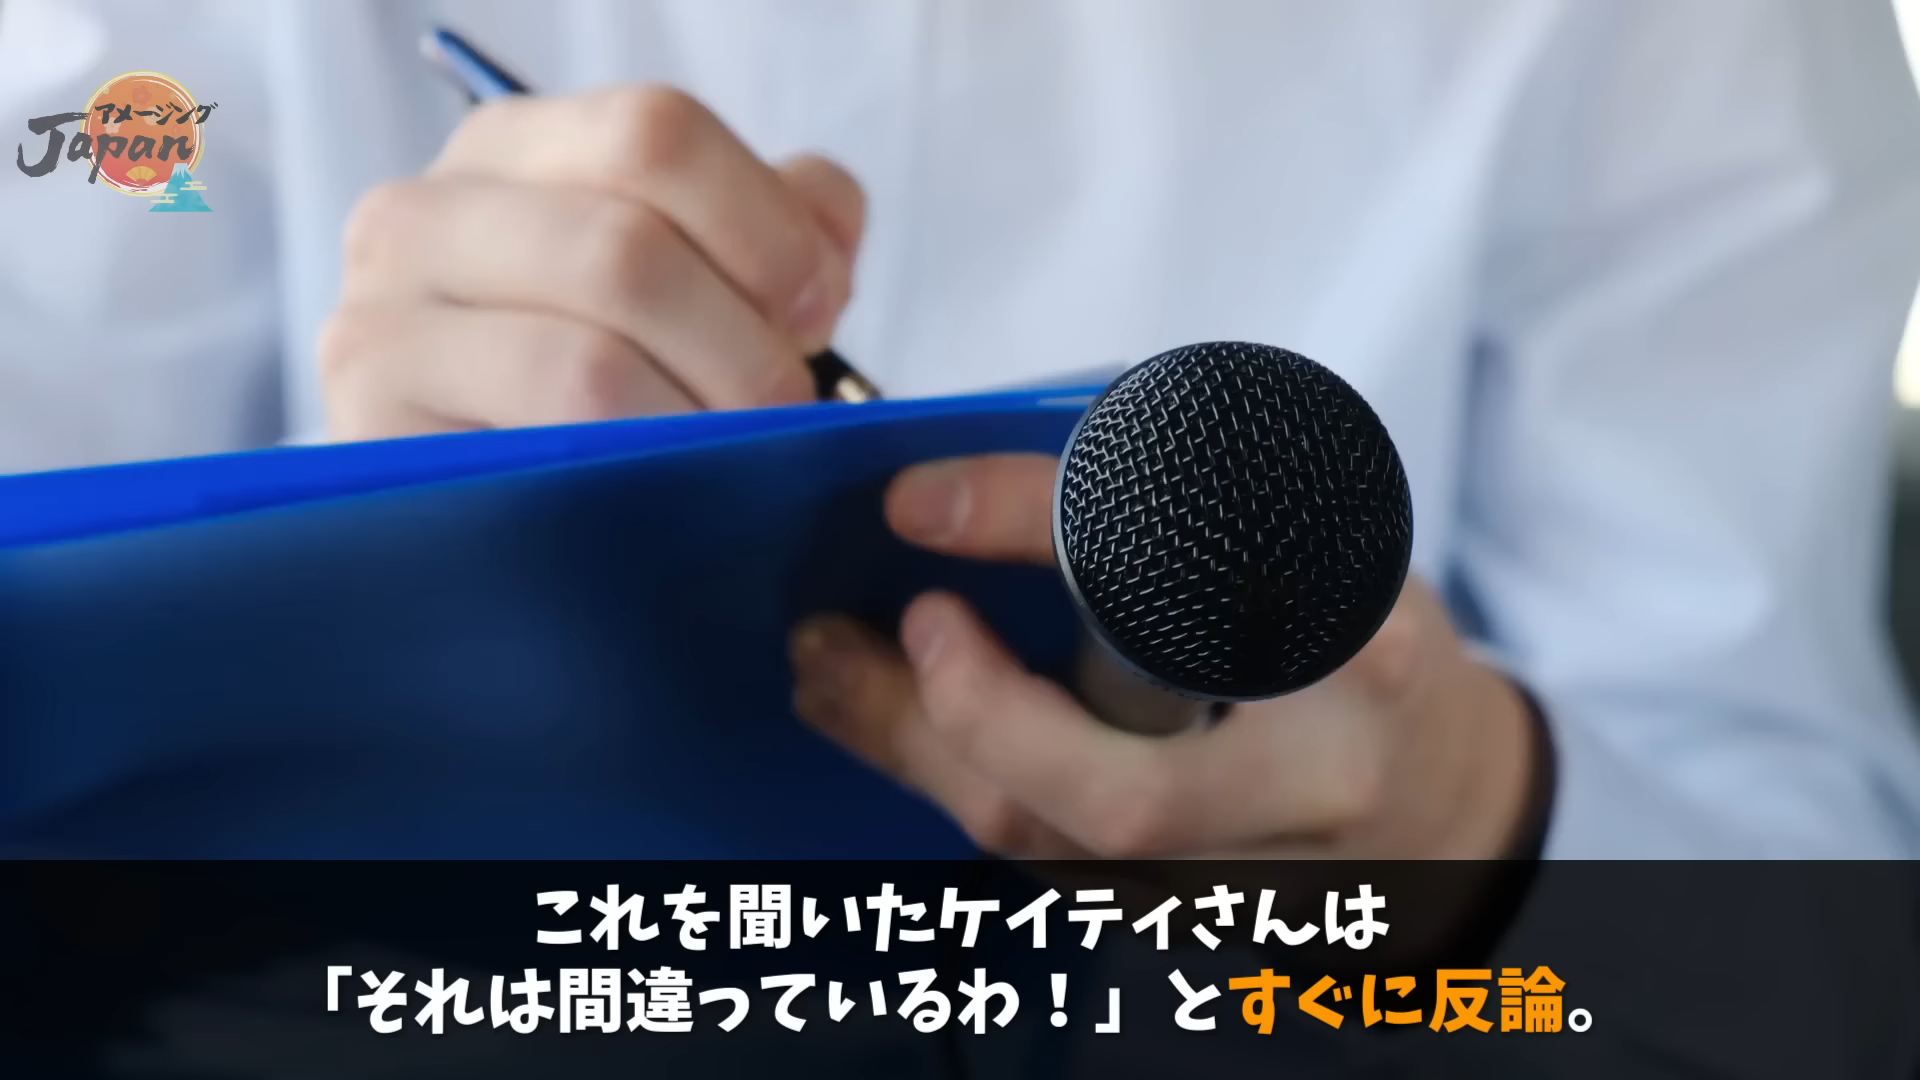 アメージング
Japan
これを聞いたケイティさんは
「それは間違っているわ！」とすぐに反論。